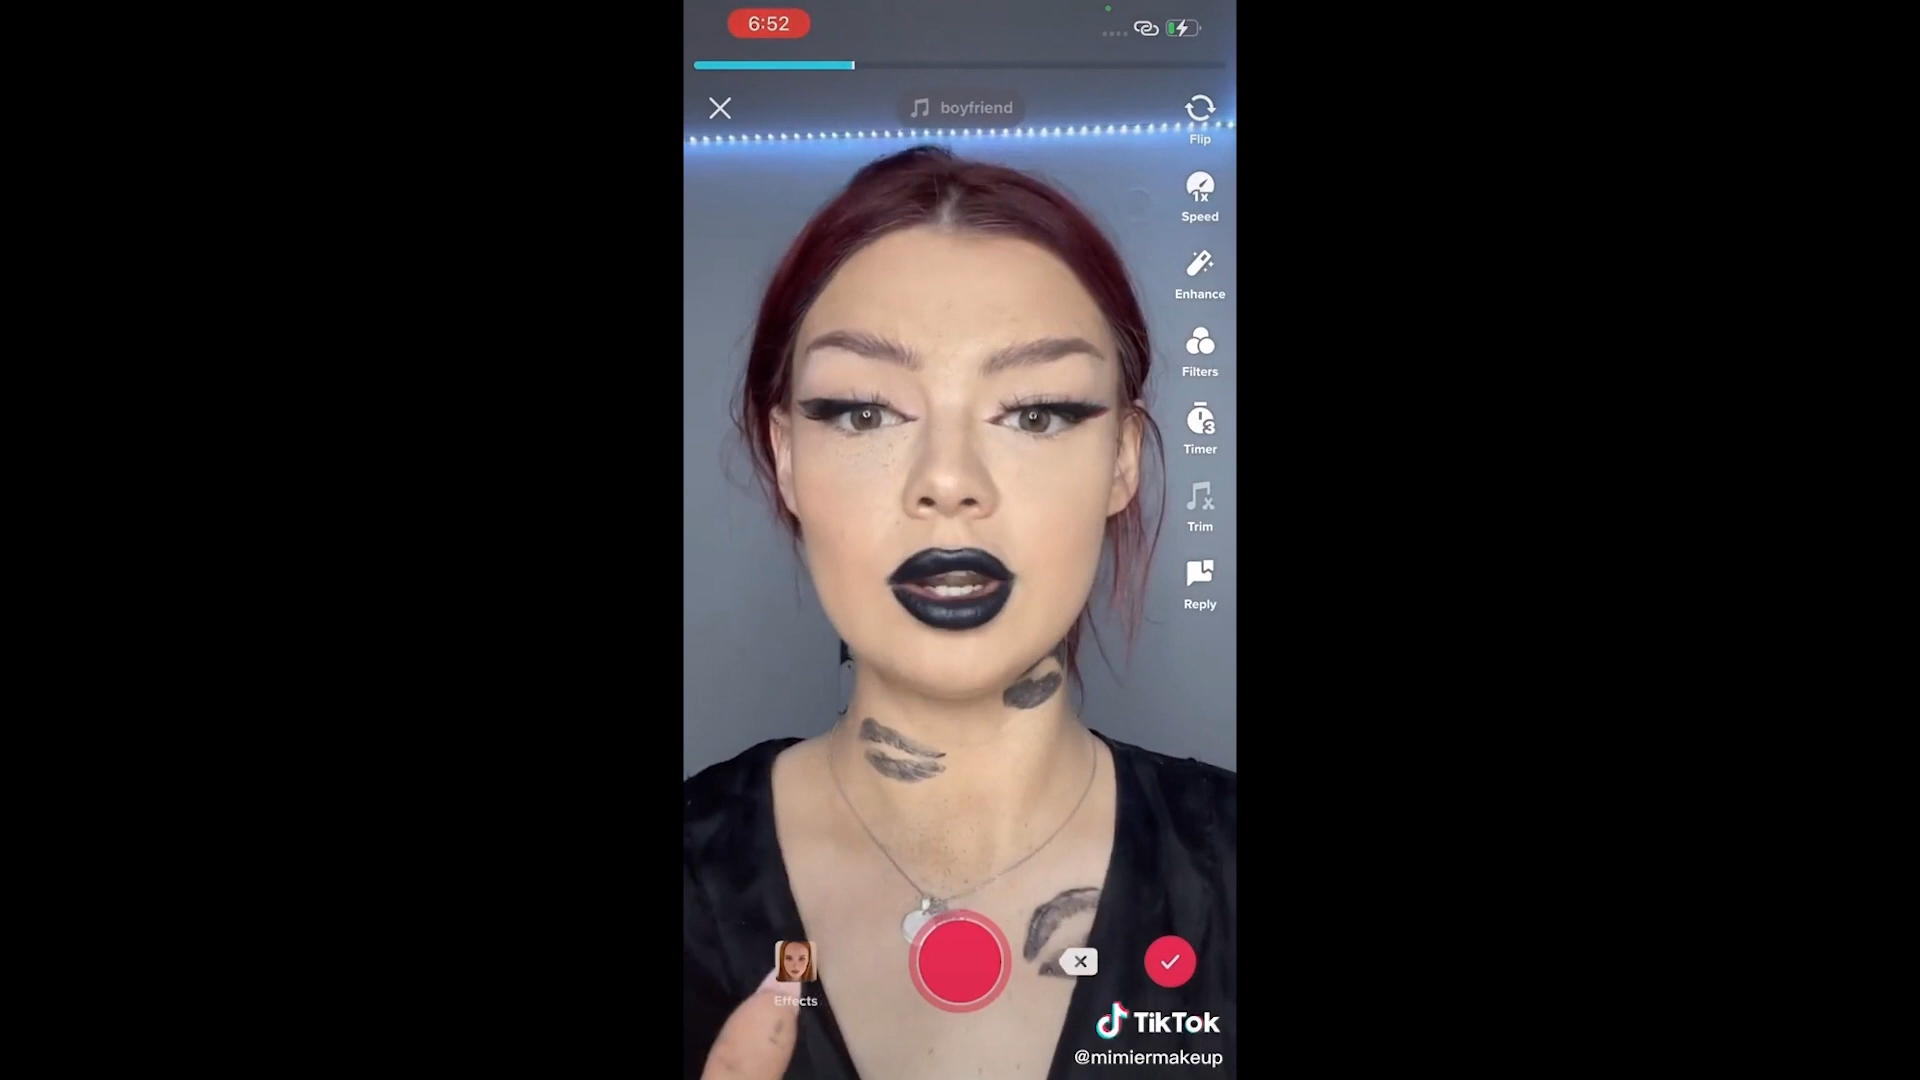 6:52
boyfriend
Flip
1x
Speed
Enhance
Filters
3
Timer
Trim
Reply
Effects
TikTok
@mimiermakeup